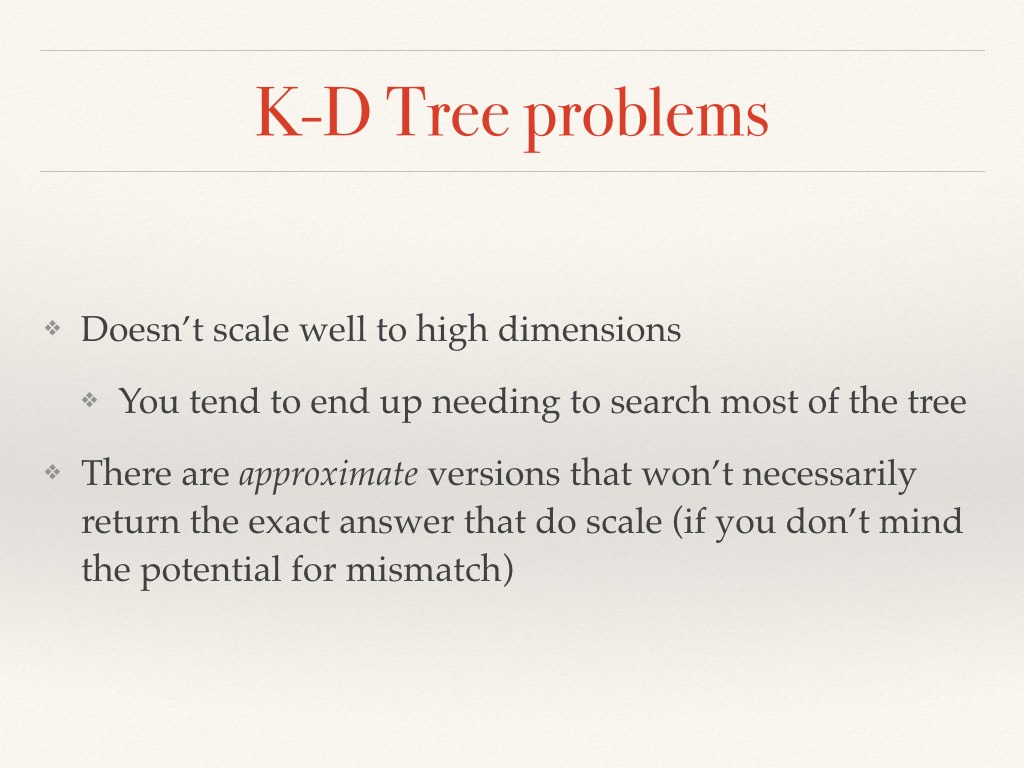 K-D Tree problems
❖ Doesn’t scale well to high dimensions
❖ You tend to end up needing to search most of the tree
❖ There are approximate versions that won’t necessarily
return the exact answer that do scale (if you don’t mind
the potential for mismatch)